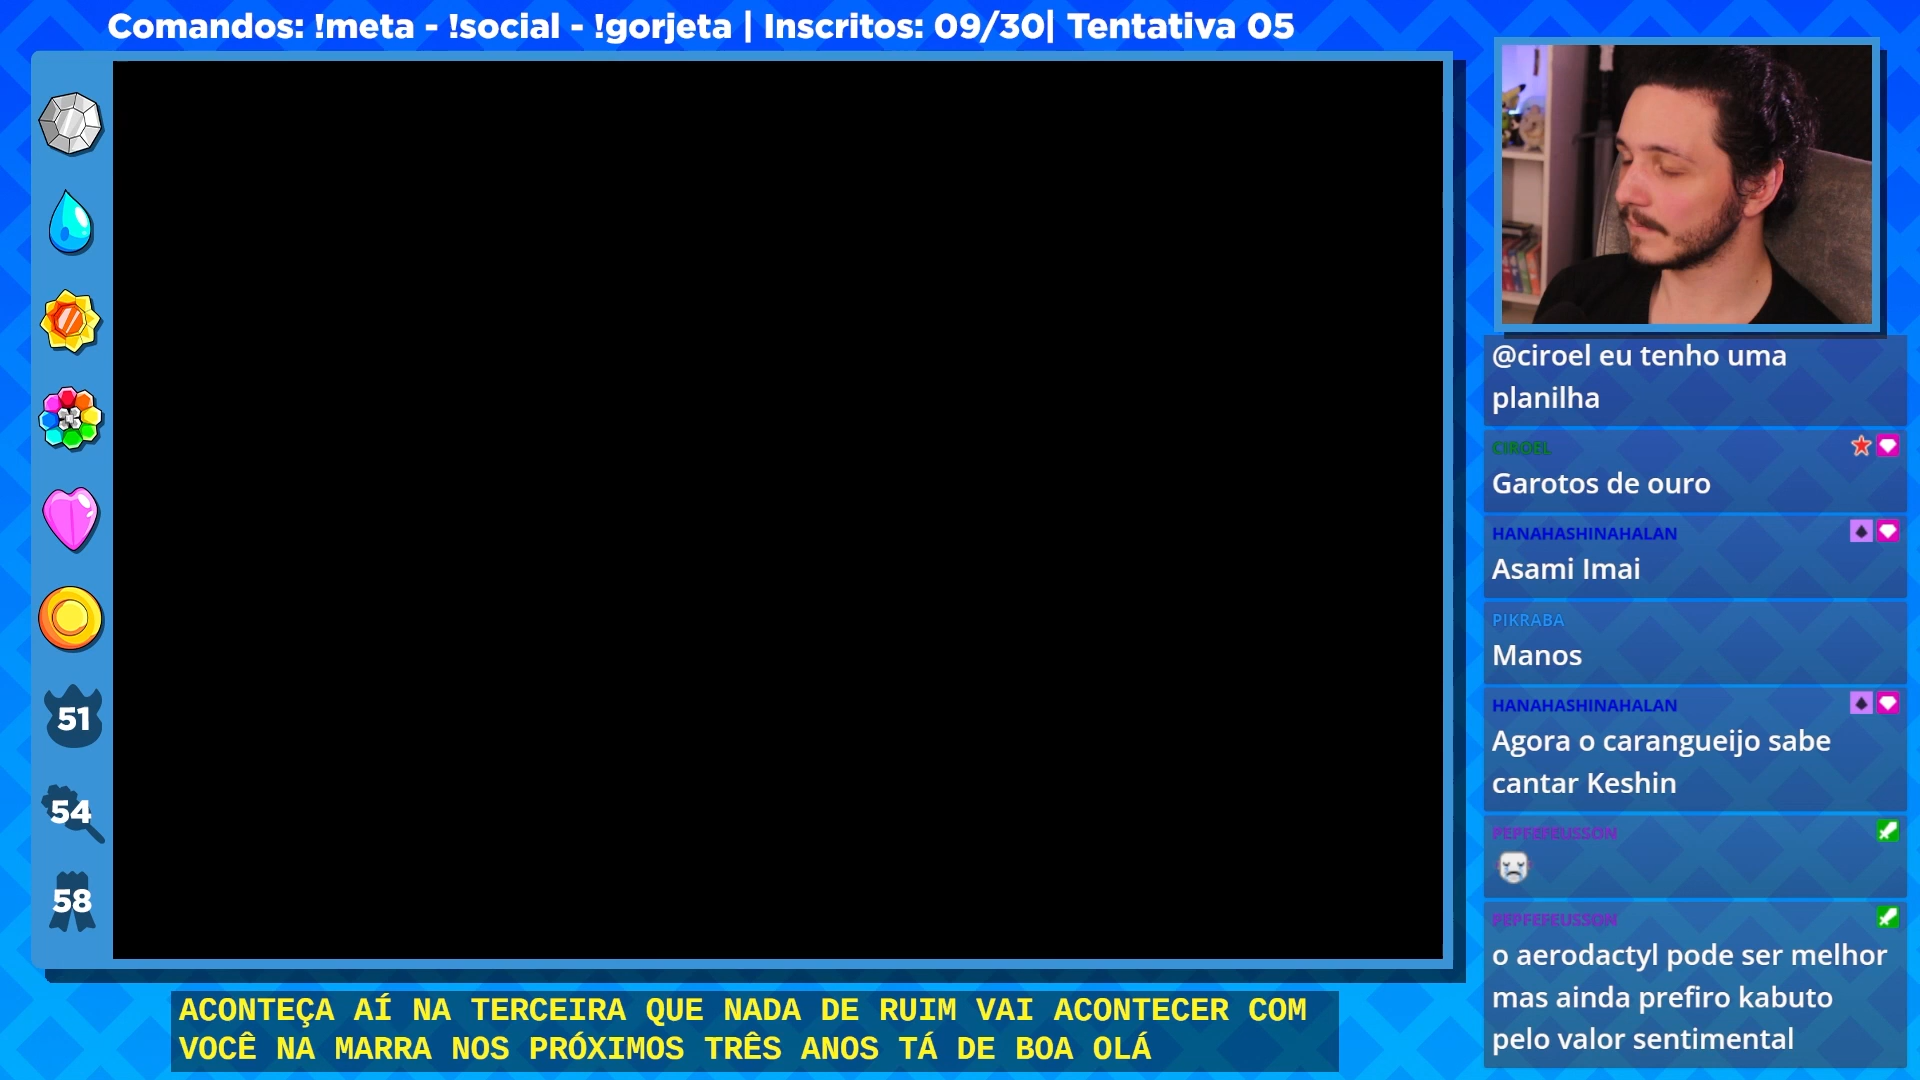 Comandos: !meta - !social - !gorjeta | Inscritos: 09/30| Tentativa 05
51
54
58
@ciroel eu tenho uma
planilha
CIROEL
Garotos de ouro
HANAHASHINAHALAN
Asami Imai
PIKRABA
Manos
HANAHASHINAHALAN
Agora o carangueijo sabe
cantar Keshin
PEPFEFEUSSON
PEPFEFEUSSON
o aerodactyl pode ser melhor
mas ainda prefiro kabuto
pelo valor sentimental
ACONTEÇA AÍ NA TERCEIRA QUE NADA DE RUIM VAI ACONTECER COM
VOCÊ NA MARRA NOS PRÓXIMOS TRÊS ANOS TÁ DE BOA OLÁ